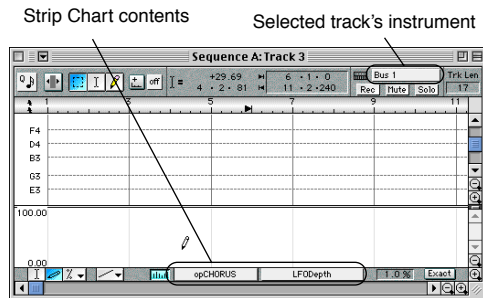 Strip Chart contents
Selected track's instrument
Sequence A: Track 3
off
+29.69
6 · 1 · 0
Bus 1
Trk Len
4 · 2 · 81
11 · 2 · 240
Rec Mute Solo
17
1 3 5 7 9 11
F4
D4
B3
G3
E3
100.00
0.00
% opCHORUS LFODepth 1.0 % Exact